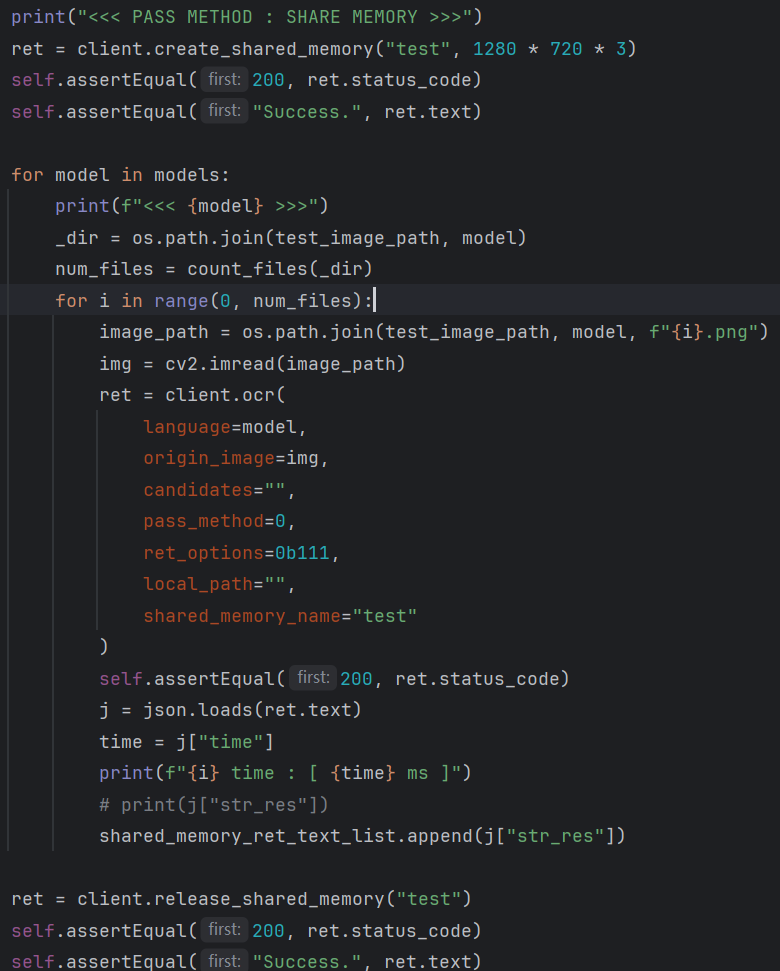 print("<<< PASS METHOD : SHARE MEMORY >>>")
ret = client.create_shared_memory("test", 1280 * 720 * 3)
self.assertEqual( first: 200, ret.status_code)
self.assertEqual( first: "Success.", ret.text)

for model in models:
    print(f"<<< {model} >>>")
    _dir = os.path.join(test_image_path, model)
    num_files = count_files(_dir)
    for i in range(0, num_files):
        image_path = os.path.join(test_image_path, model, f"{i}.png")
        img = cv2.imread(image_path)
        ret = client.ocr(
            language=model,
            origin_image=img,
            candidates="",
            pass_method=0,
            ret_options=0b111,
            local_path="",
            shared_memory_name="test"
        )
        self.assertEqual( first: 200, ret.status_code)
        j = json.loads(ret.text)
        time = j["time"]
        print(f"{i} time : [ {time} ms ]")
        # print(j["str_res"])
        shared_memory_ret_text_list.append(j["str_res"])

ret = client.release_shared_memory("test")
self.assertEqual( first: 200, ret.status_code)
self.assertEqual( first: "Success.", ret.text)